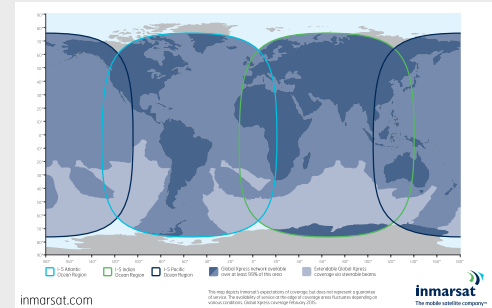 I-5 Atlantic
Ocean Region
I-5 Indian
Ocean Region
I-5 Pacific
Ocean Region
Global Xpress network available
over at least 99% of this area
Extendable Global Xpress
coverage via steerable beams
This map depicts Inmarsat's expectations of coverage, but does not represent a guarantee
of service. The availability of service at the edge of coverage areas fluctuates depending on
various conditions. Global Xpress coverage February 2015.
inmarsat.com
inmarsat
The mobile satellite company